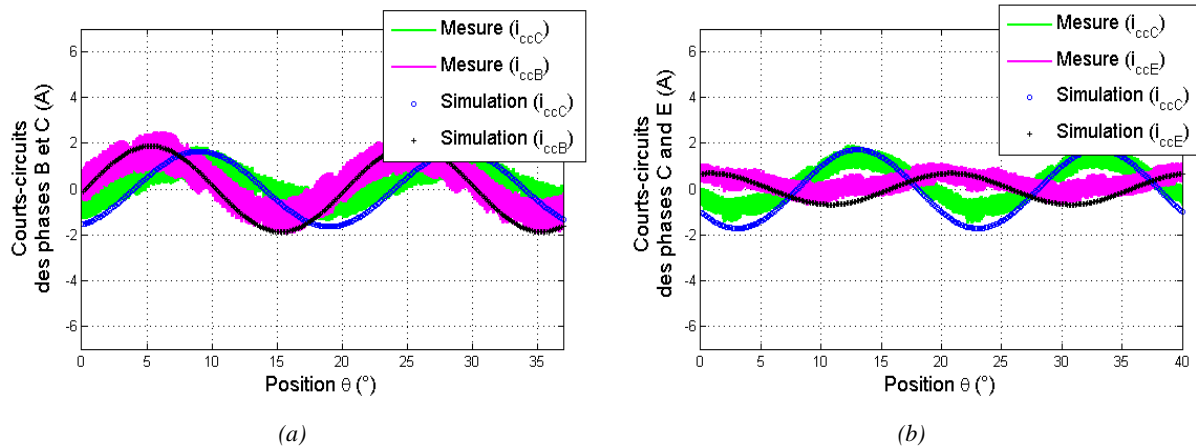 Mesure (iccC)
Mesure (iccB)
Simulation (iccC)
Simulation (iccB)
Courts-circuits
des phases B et C (A)
6
4
2
0
-2
-4
-6
0 5 10 15 20 25 30 35
Position θ (°)
(a)
Mesure (iccC)
Mesure (iccE)
Simulation (iccC)
Simulation (iccE)
Courts-circuits
des phases C and E (A)
6
4
2
0
-2
-4
-6
0 5 10 15 20 25 30 35 40
Position θ (°)
(b)